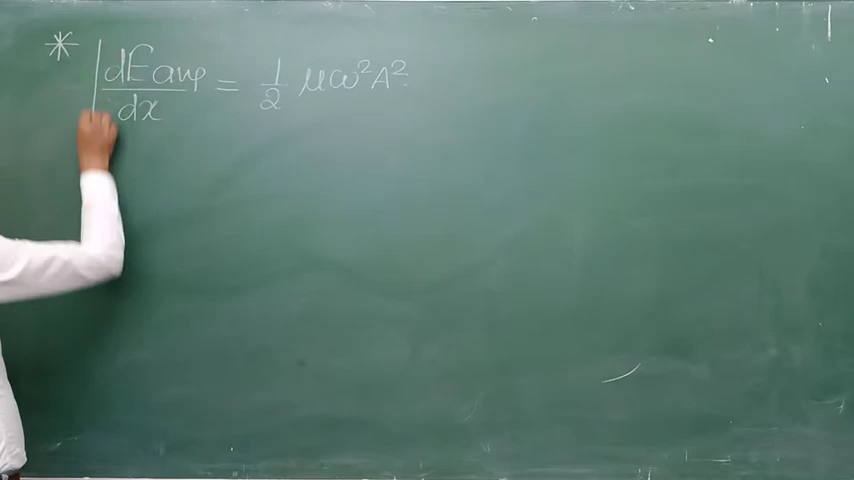 * dEavg/dx = 1/2 μω²A²